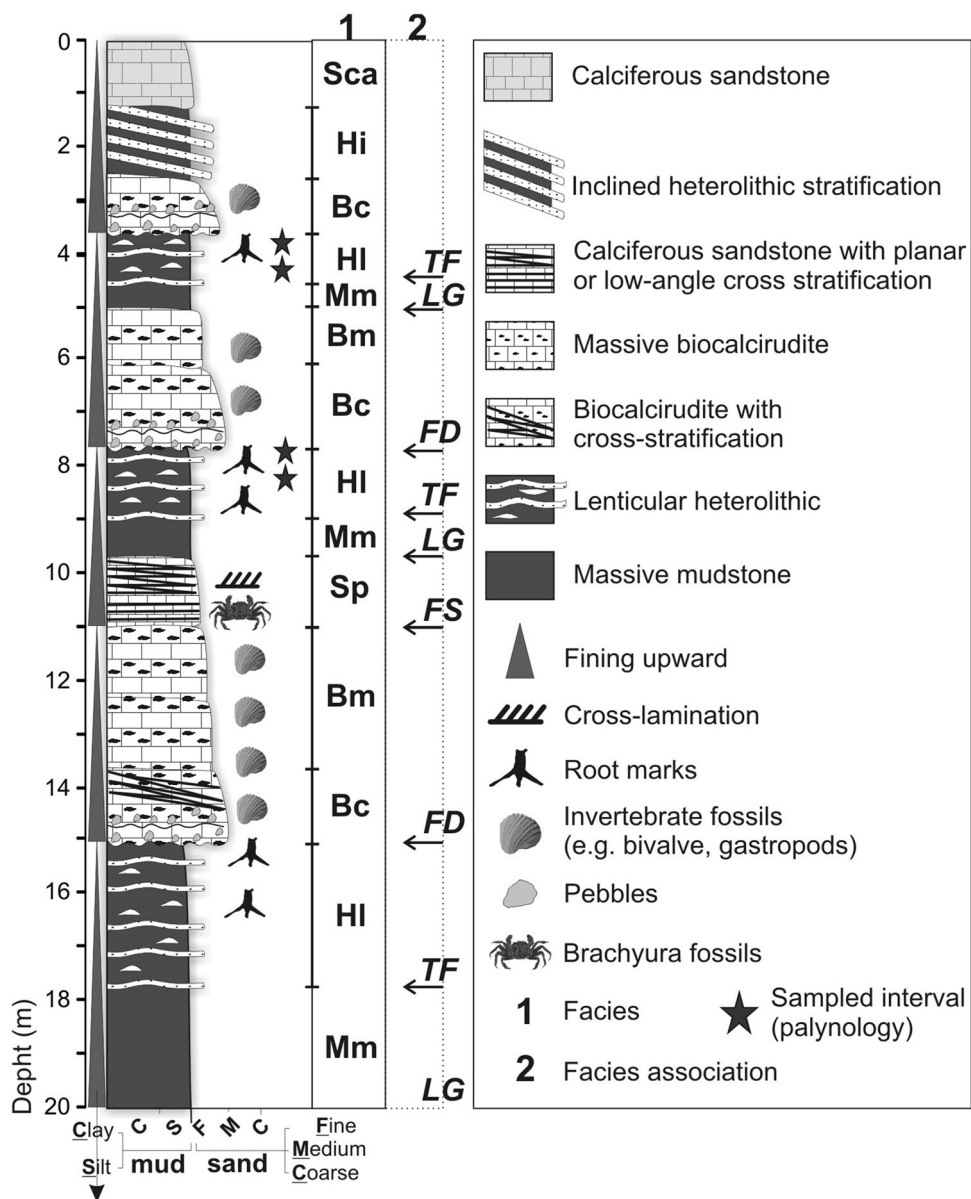 1 2
0
2
4
6
8
10
12
14
16
18
20
Depht (m)
Sca
Hi
Bc
Hl
Mm
Bm
Bc
Hl
Mm
Sp
Bm
Bc
Hl
Mm
TF
LG
FD
TF
LG
FS
FD
TF
LG
Clay
Silt
C S F M C
mud sand
Fine
Medium
Coarse
Calciferous sandstone
Inclined heterolithic stratification
Calciferous sandstone with planar
or low-angle cross stratification
Massive biocalcirudite
Biocalcirudite with
cross-stratification
Lenticular heterolithic
Massive mudstone
Fining upward
Cross-lamination
Root marks
Invertebrate fossils
(e.g. bivalve, gastropods)
Pebbles
Brachyura fossils
1 Facies
Sampled interval
(palynology)
2 Facies association